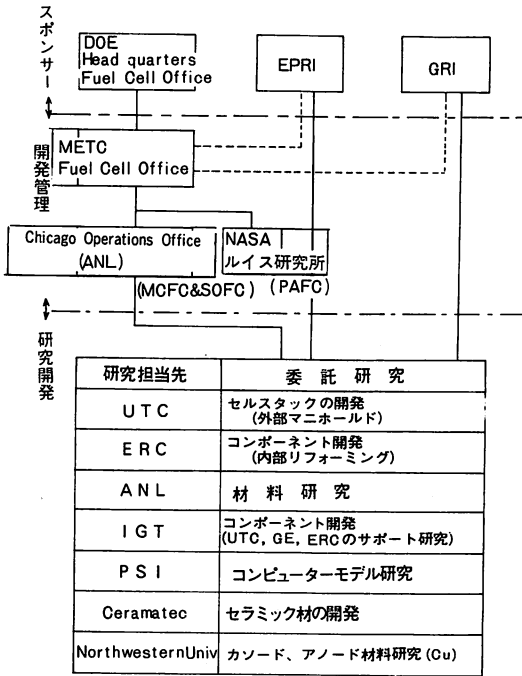 スポンサー
DOE
Head quarters
Fuel Cell Office
EPRI
GRI
開発管理
METC
Fuel Cell Office
Chicago Operations Office
(ANL)
NASA
ルイス研究所
(MCFC&SOFC)
(PAFC)
研究開発
研究担当先 委託研究
UTC セルスタックの開発
(外部マニホールド)
ERC コンポーネント開発
(内部リフォーミング)
ANL 材料研究
IGT コンポーネント開発
(UTC, GE, ERCのサポート研究)
PSI コンピューターモデル研究
Ceramatec セラミック材の開発
NorthwesternUniv カソード、アノード材料研究(Cu)